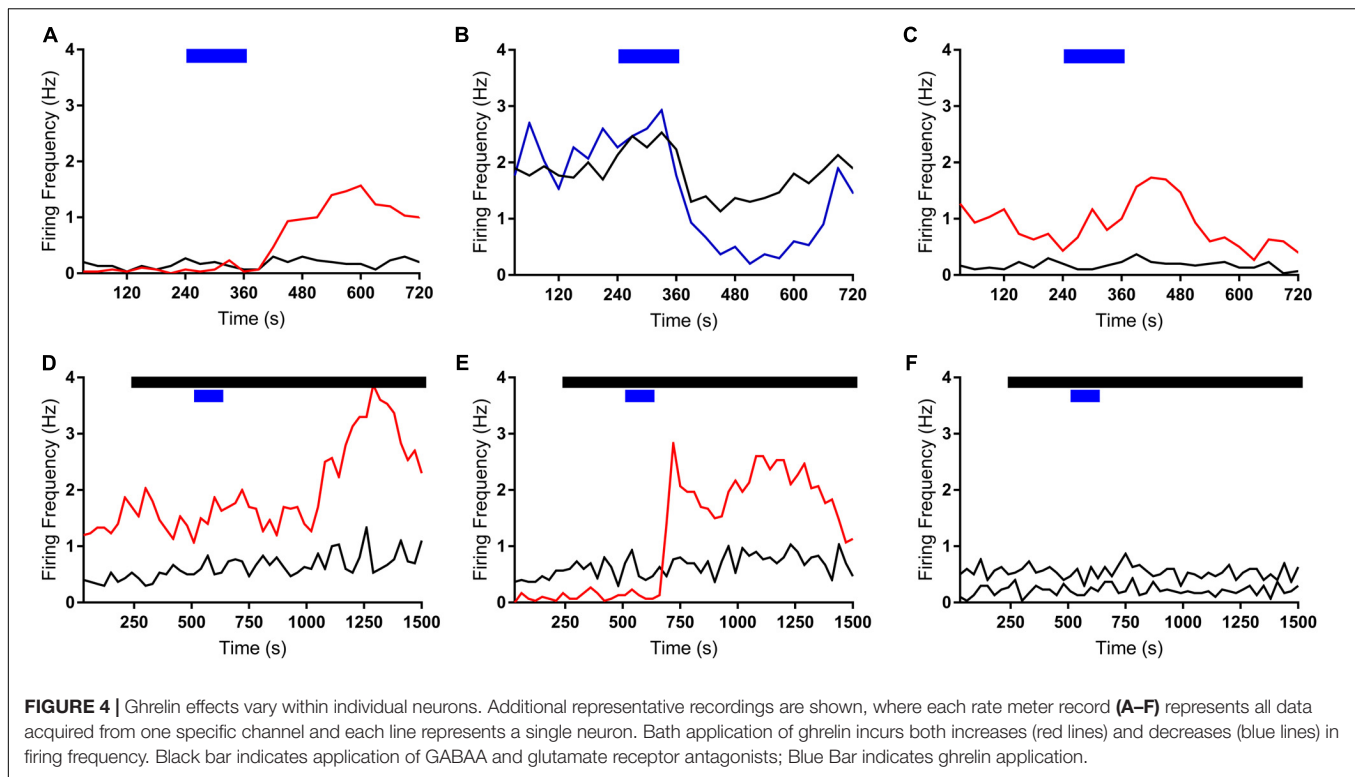 A
4
3
2
1
0
Firing Frequency (Hz)
120 240 360 480 600 720
Time (s)
B
4
3
2
1
0
Firing Frequency (Hz)
120 240 360 480 600 720
Time (s)
C
4
3
2
1
0
Firing Frequency (Hz)
120 240 360 480 600 720
Time (s)
D
4
3
2
1
0
Firing Frequency (Hz)
250 500 750 1000 1250 1500
Time (s)
E
4
3
2
1
0
Firing Frequency (Hz)
250 500 750 1000 1250 1500
Time (s)
F
4
3
2
1
0
Firing Frequency (Hz)
250 500 750 1000 1250 1500
Time (s)
FIGURE 4 | Ghrelin effects vary within individual neurons. Additional representative recordings are shown, where each rate meter record (A–F) represents all data
acquired from one specific channel and each line represents a single neuron. Bath application of ghrelin incurs both increases (red lines) and decreases (blue lines) in
firing frequency. Black bar indicates application of GABAA and glutamate receptor antagonists; Blue Bar indicates ghrelin application.